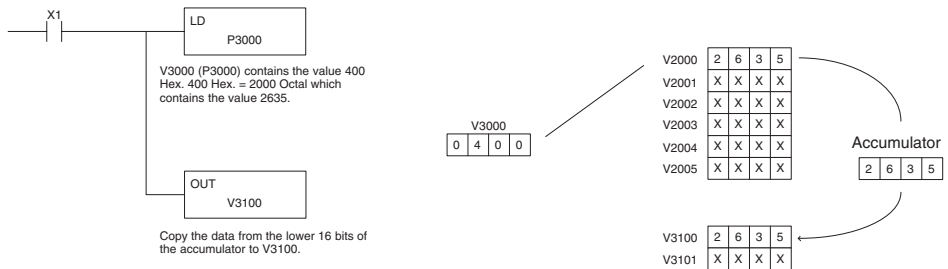 X1
LD
P3000
V3000 (P3000) contains the value 400
Hex. 400 Hex. = 2000 Octal which
contains the value 2635.
OUT
V3100
Copy the data from the lower 16 bits of
the accumulator to V3100.
V3000
0 4 0 0
V2000 2 6 3 5
V2001 X X X X
V2002 X X X X
V2003 X X X X
V2004 X X X X
V2005 X X X X
Accumulator
2 6 3 5
V3100 2 6 3 5
V3101 X X X X